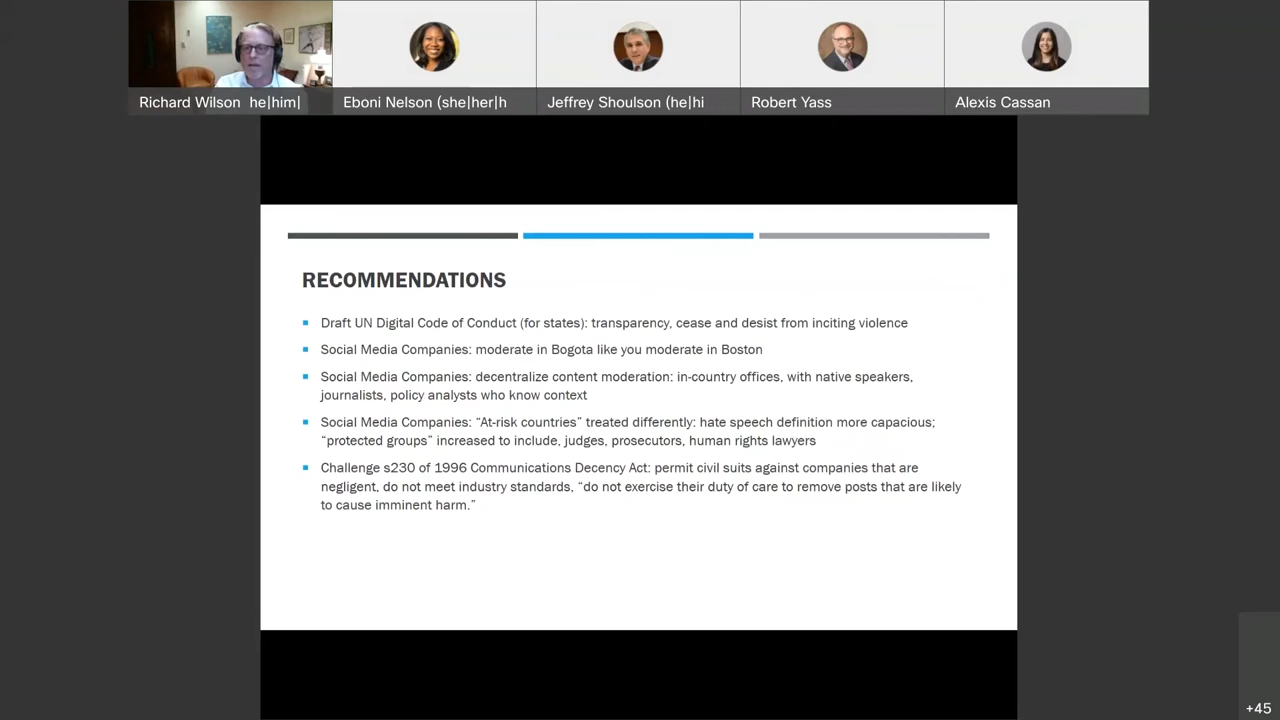 Richard Wilson he|him|
Eboni Nelson (she|her|h
Jeffrey Shoulson (he|hi
Robert Yass
Alexis Cassan
RECOMMENDATIONS
Draft UN Digital Code of Conduct (for states): transparency, cease and desist from inciting violence
Social Media Companies: moderate in Bogota like you moderate in Boston
Social Media Companies: decentralize content moderation: in-country offices, with native speakers,
journalists, policy analysts who know context
Social Media Companies: “At-risk countries” treated differently: hate speech definition more capacious;
“protected groups” increased to include, judges, prosecutors, human rights lawyers
Challenge s230 of 1996 Communications Decency Act: permit civil suits against companies that are
negligent, do not meet industry standards, “do not exercise their duty of care to remove posts that are likely
to cause imminent harm.”
+45